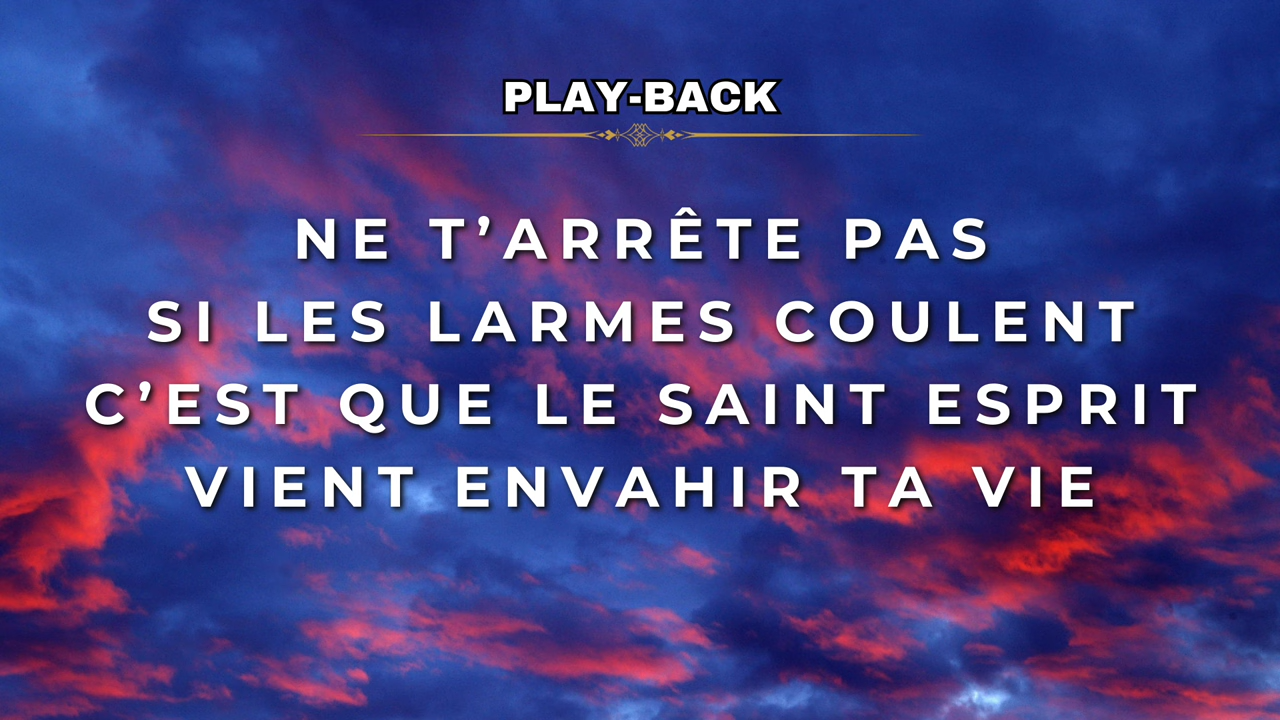 PLAY-BACK
NE T’ARRÊTE PAS
SI LES LARMES COULENT
C’EST QUE LE SAINT ESPRIT
VIENT ENVAHIR TA VIE